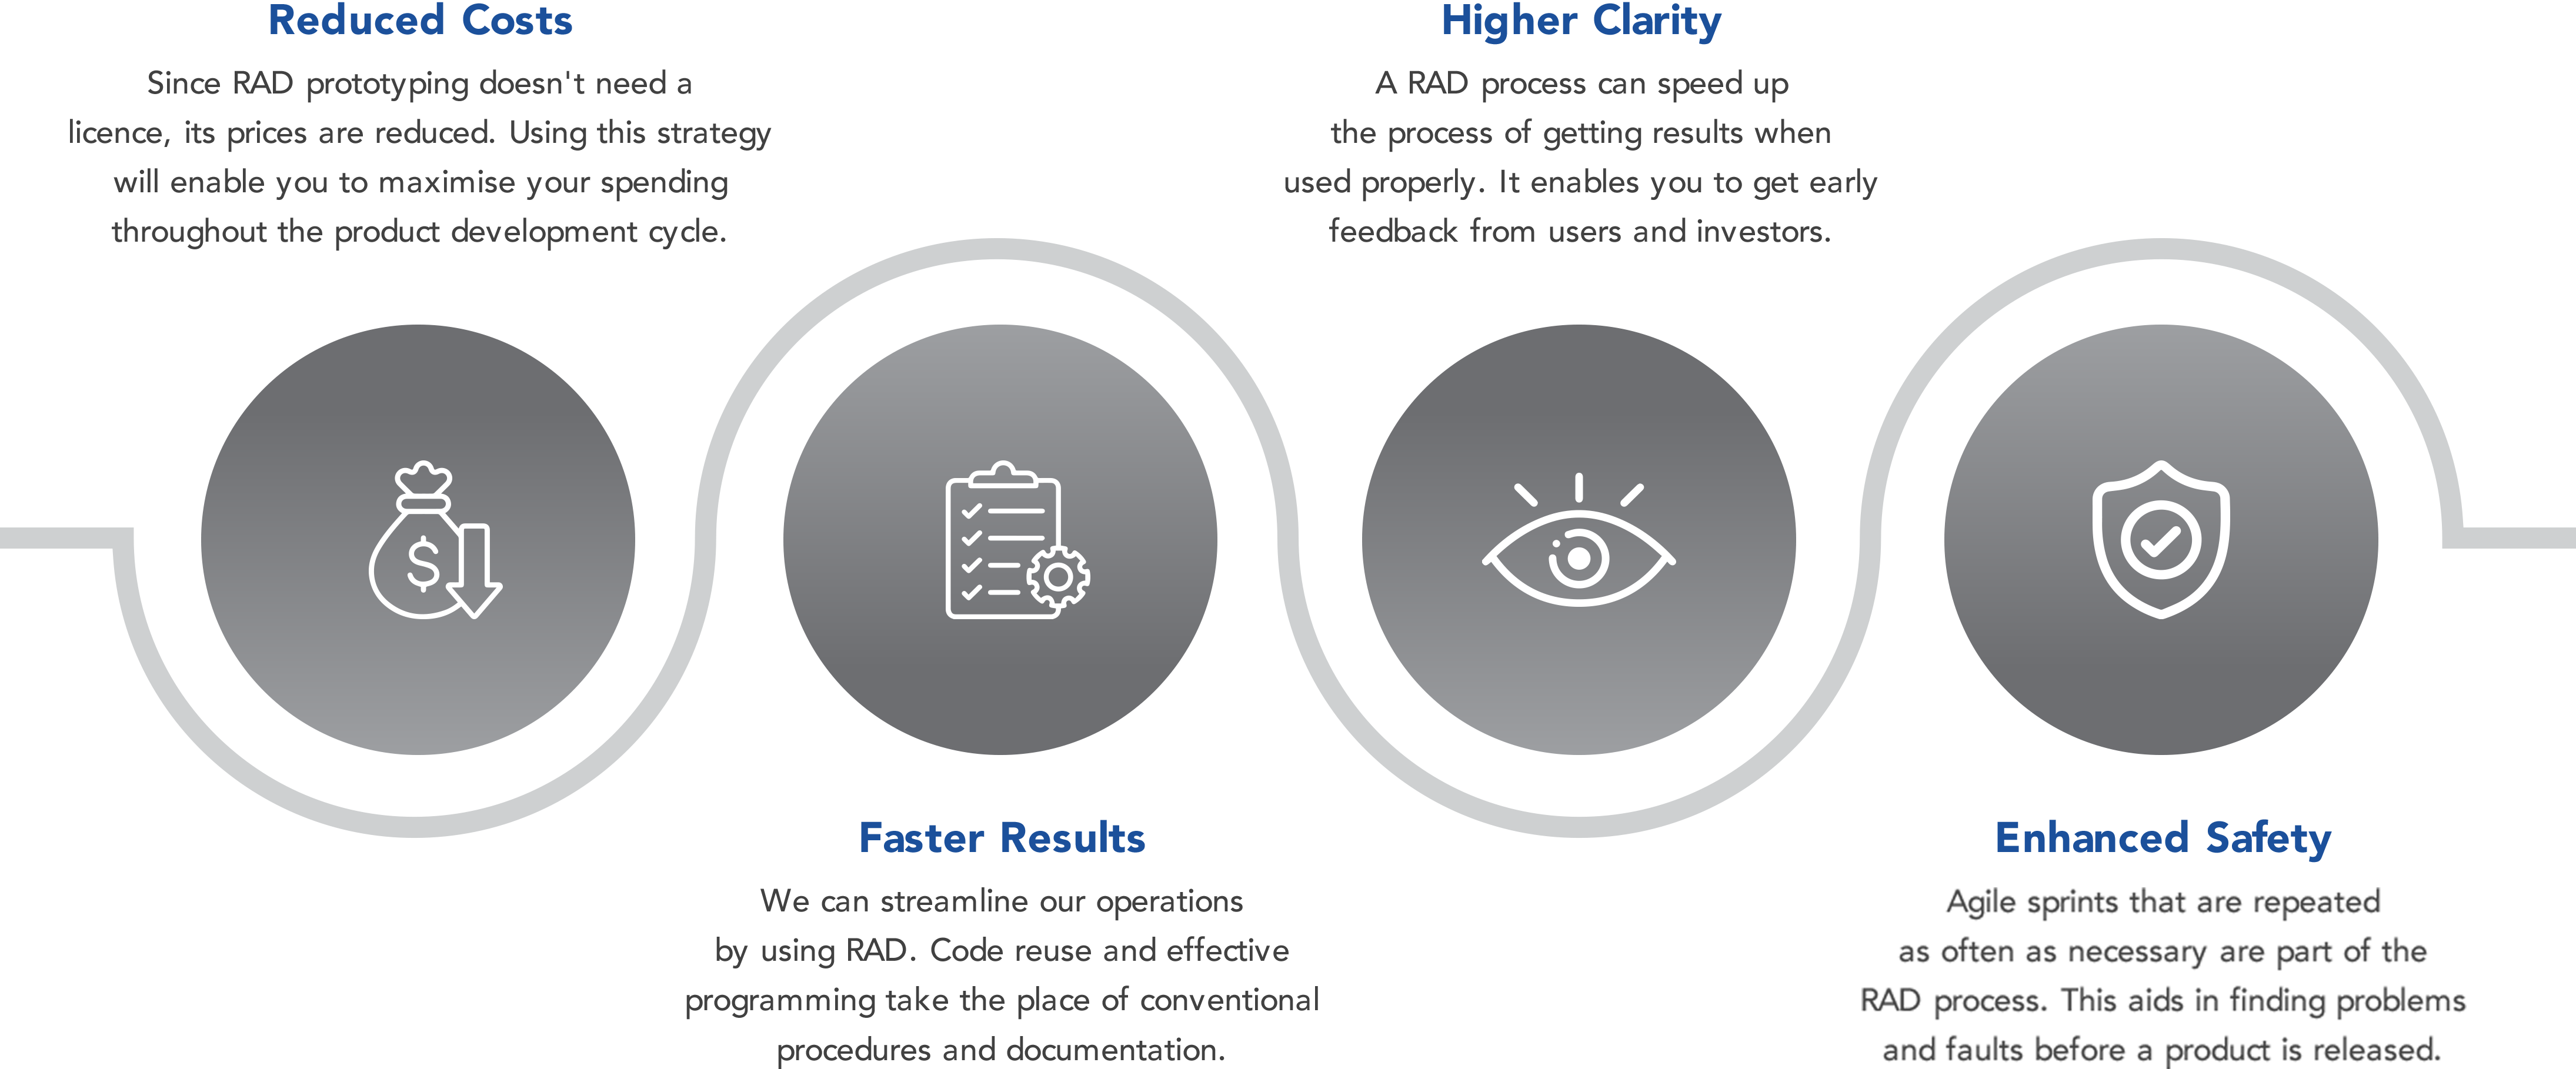 Reduced Costs
Since RAD prototyping doesn't need a
licence, its prices are reduced. Using this strategy
will enable you to maximise your spending
throughout the product development cycle.
Faster Results
We can streamline our operations
by using RAD. Code reuse and effective
programming take the place of conventional
procedures and documentation.
Higher Clarity
A RAD process can speed up
the process of getting results when
used properly. It enables you to get early
feedback from users and investors.
Enhanced Safety
Agile sprints that are repeated
as often as necessary are part of the
RAD process. This aids in finding problems
and faults before a product is released.
$